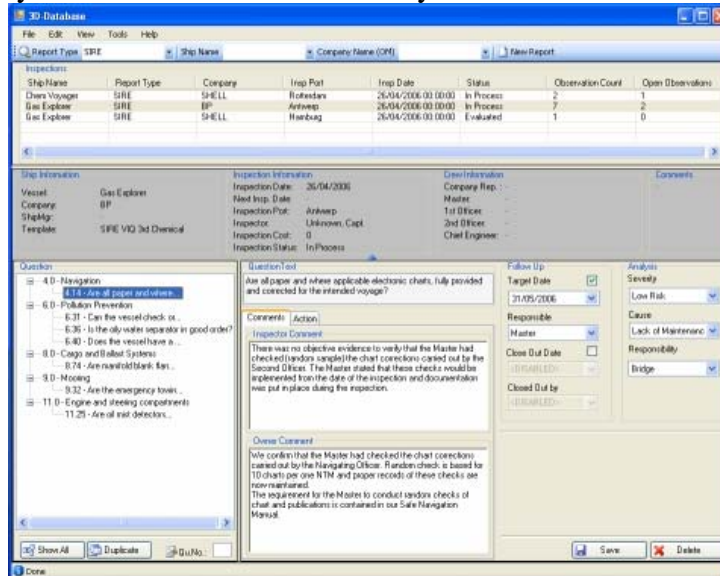 3D-Database
File Edit View Tools Help
Report Type SIRE Ship Name Company Name (Off) New Report
Inspections
Ship Name Report Type Company Insp Port Insp Date Status Observation Count Open Observations
Chem Voyager SIRE SHELL Rotterdam 26/04/2006 00:00:00 In Process 2 1
Gas Explorer SIRE BP Antwerp 26/04/2006 00:00:00 In Process 7 2
Gas Explorer SIRE SHELL Hamburg 26/04/2006 00:00:00 Evaluated 1 0
Ship Information Inspection Information Crew Information Comments
Vessel: Gas Explorer
Company: BP
ShipMgr: -
Template: SIRE VIQ 3rd Chemical
Inspection Date: 26/04/2006
Next Insp. Date -
Inspection Port: Antwerp
Inspector: Unknown, Capt.
Inspection Cost: 0
Inspection Status: In Process
Company Rep. : -
Master: -
1st Officer: -
2nd Officer: -
Chief Engineer: -
Question
4.0 - Navigation
4.14 - Are all paper and where...
6.0 - Pollution Prevention
6.31 - Can the vessel check oi...
6.36 - Is the oily water separator in good order?
6.40 - Does the vessel have a...
8.0 - Cargo and Ballast Systems
8.74 - Are manifold blank flan...
9.0 - Mooring
9.32 - Are the emergency towin...
11.0 - Engine and steering compartments
11.25 - Are oil mist detectors...
Show All Duplicate Qu.No.:
QuestionText
Are all paper and where applicable electronic charts, fully provided
and corrected for the intended voyage?
Comments Action
Inspector Comment
There was no objective evidence to verify that the Master had
checked (random sample) the chart corrections carried out by the
Second Officer. The Master stated that these checks would be
implemented from the date of the inspection and documentation
was put in place during the inspection.
Owner Comment
We confirm that the Master had checked the chart corrections
carried out by the Navigating Officer. Random check is based for
10 charts per one NTM and proper records of these checks are
now maintained.
The requirement for the Master to conduct random checks of
chart and publications is contained in our Safe Navigation
Manual.
Follow Up
Target Date
31/05/2006
Responsible
Master
Close Out Date
<DISABLED>
Closed Out by
<DISABLED>
Analysis
Severity
Low Risk
Cause
Lack of Maintenanc
Responsibility
Bridge
Save Delete
Done